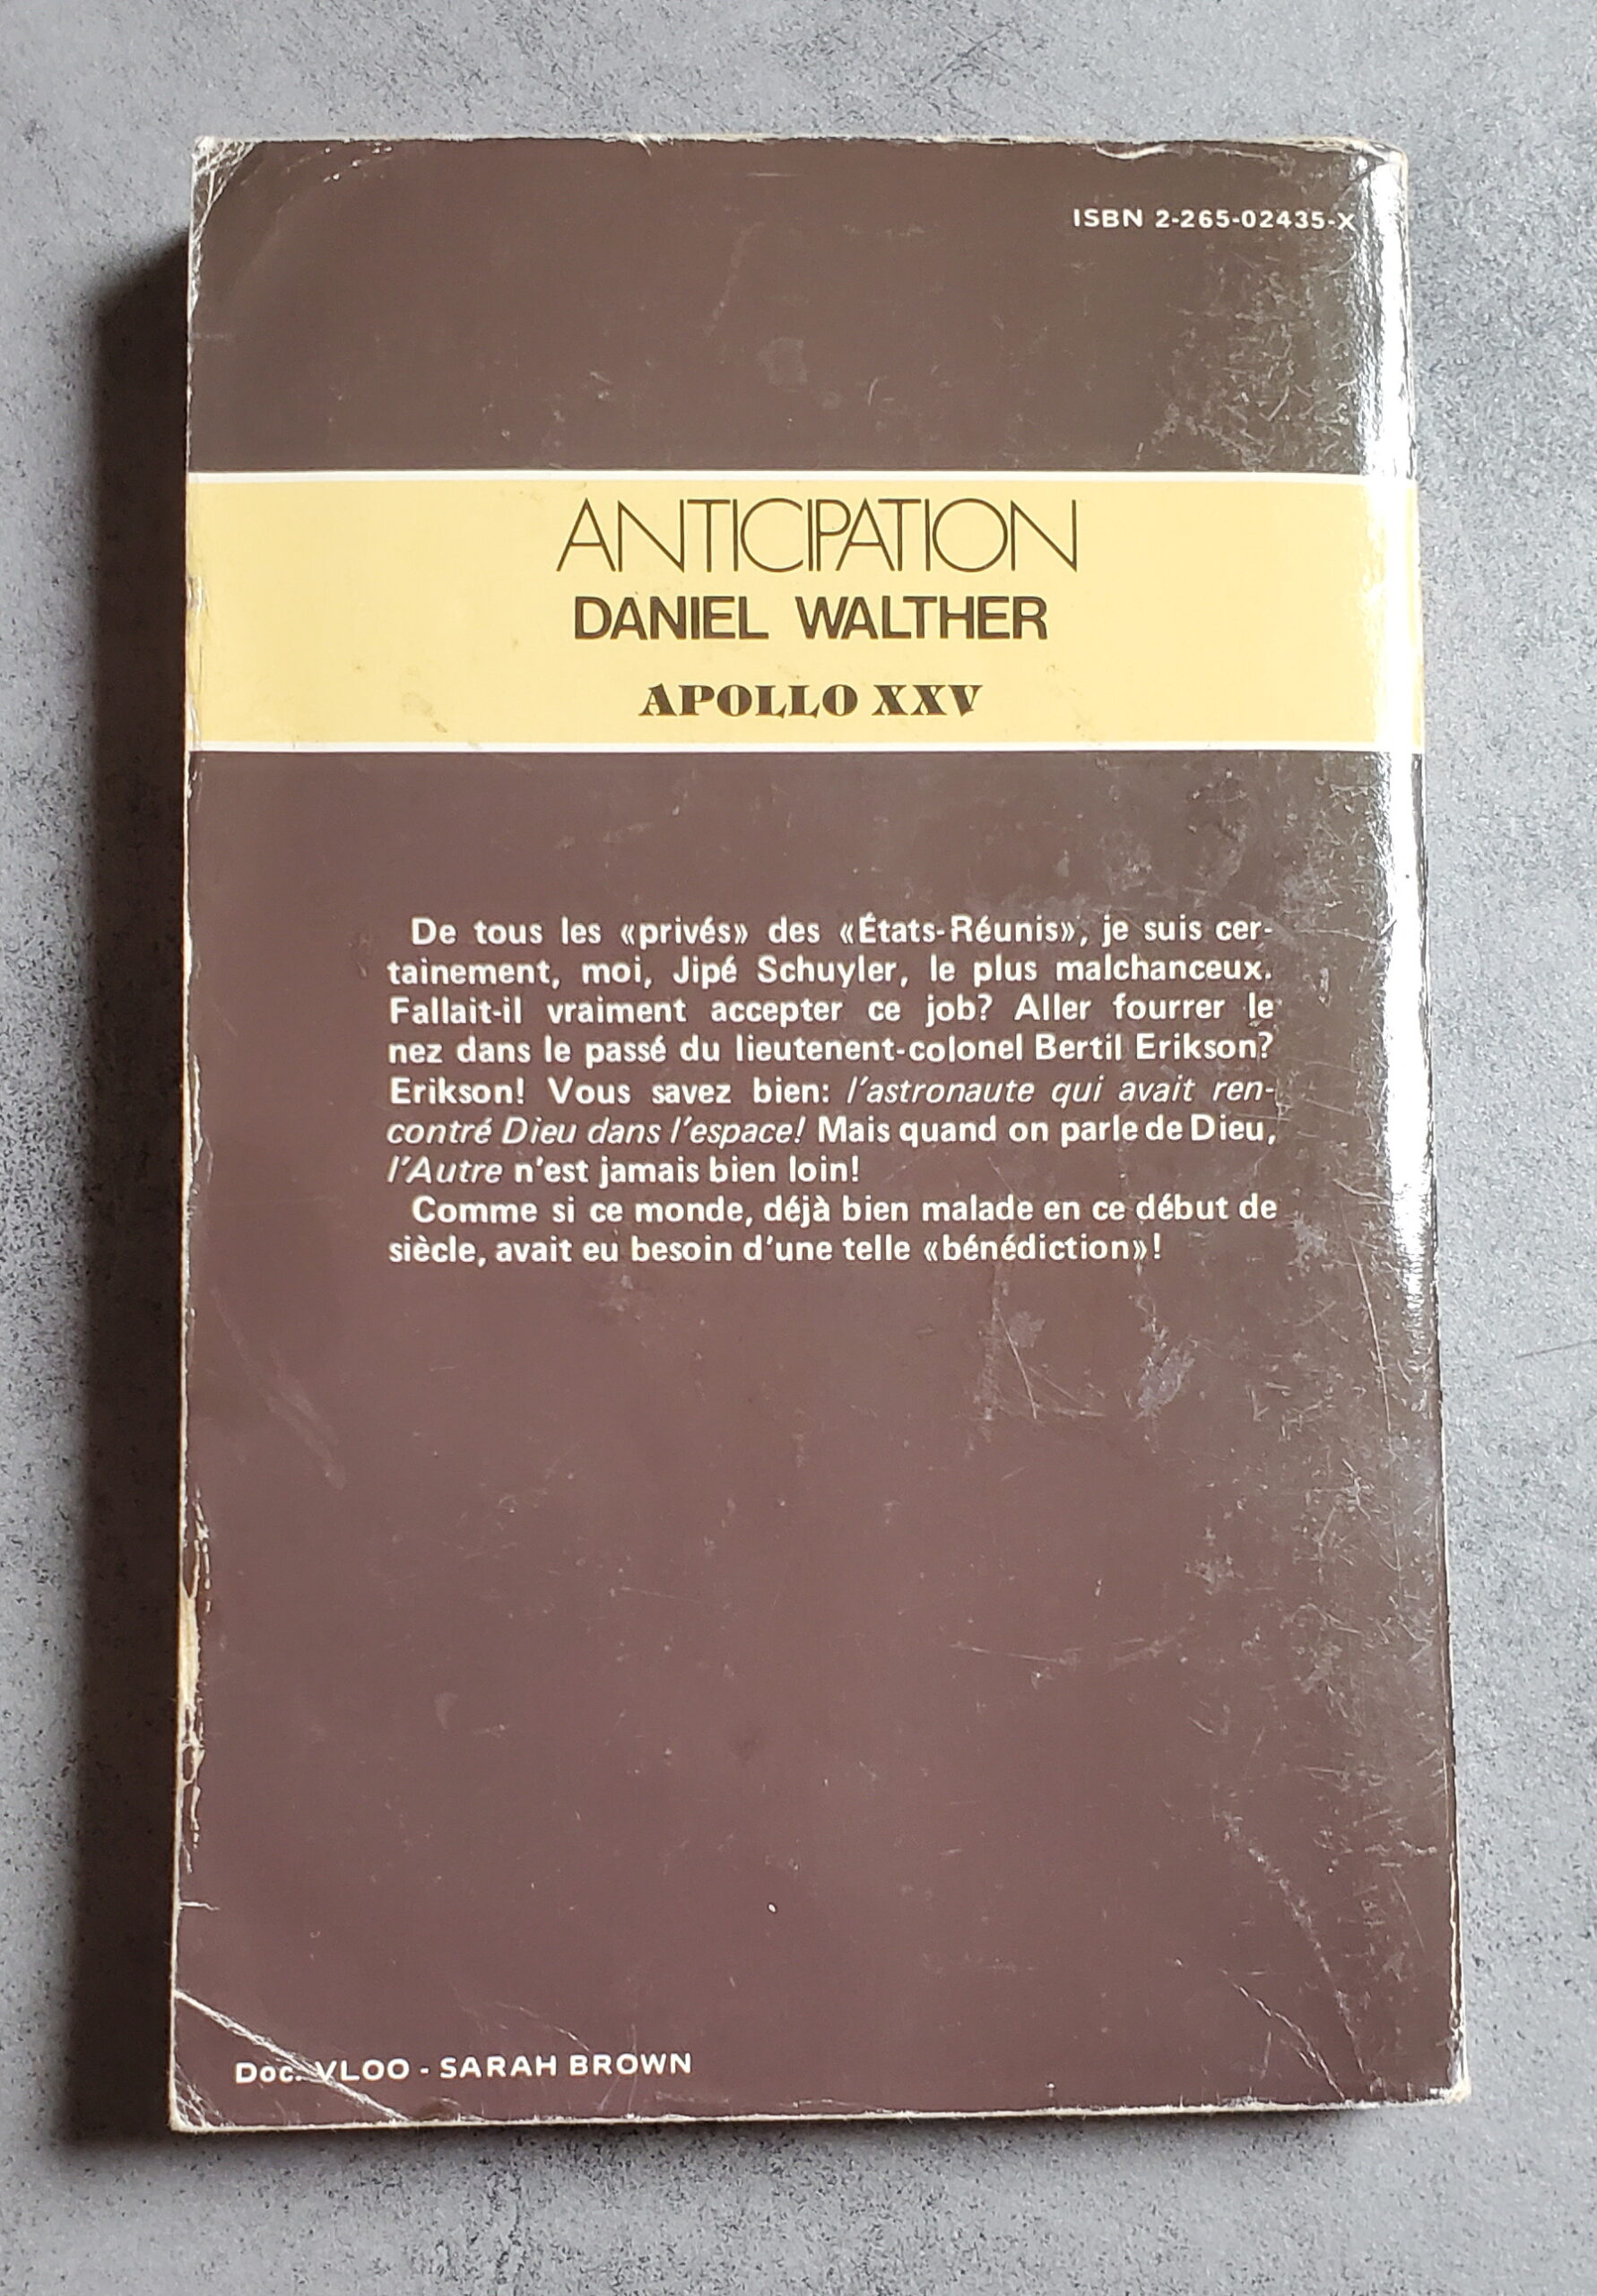 ISBN 2-265-02435-X
ANTICIPATION
DANIEL WALTHER
APOLLO XXV
De tous les «privés» des «États-Réunis», je suis cer-
tainement, moi, Jipé Schuyler, le plus malchanceux.
Fallait-il vraiment accepter ce job? Aller fourrer le
nez dans le passé du lieutenent-colonel Bertil Erikson?
Erikson! Vous savez bien: l'astronaute qui avait ren-
contré Dieu dans l'espace! Mais quand on parle de Dieu,
l'Autre n'est jamais bien loin!
Comme si ce monde, déjà bien malade en ce début de
siècle, avait eu besoin d'une telle «bénédiction»!
Doc. VLOO - SARAH BROWN